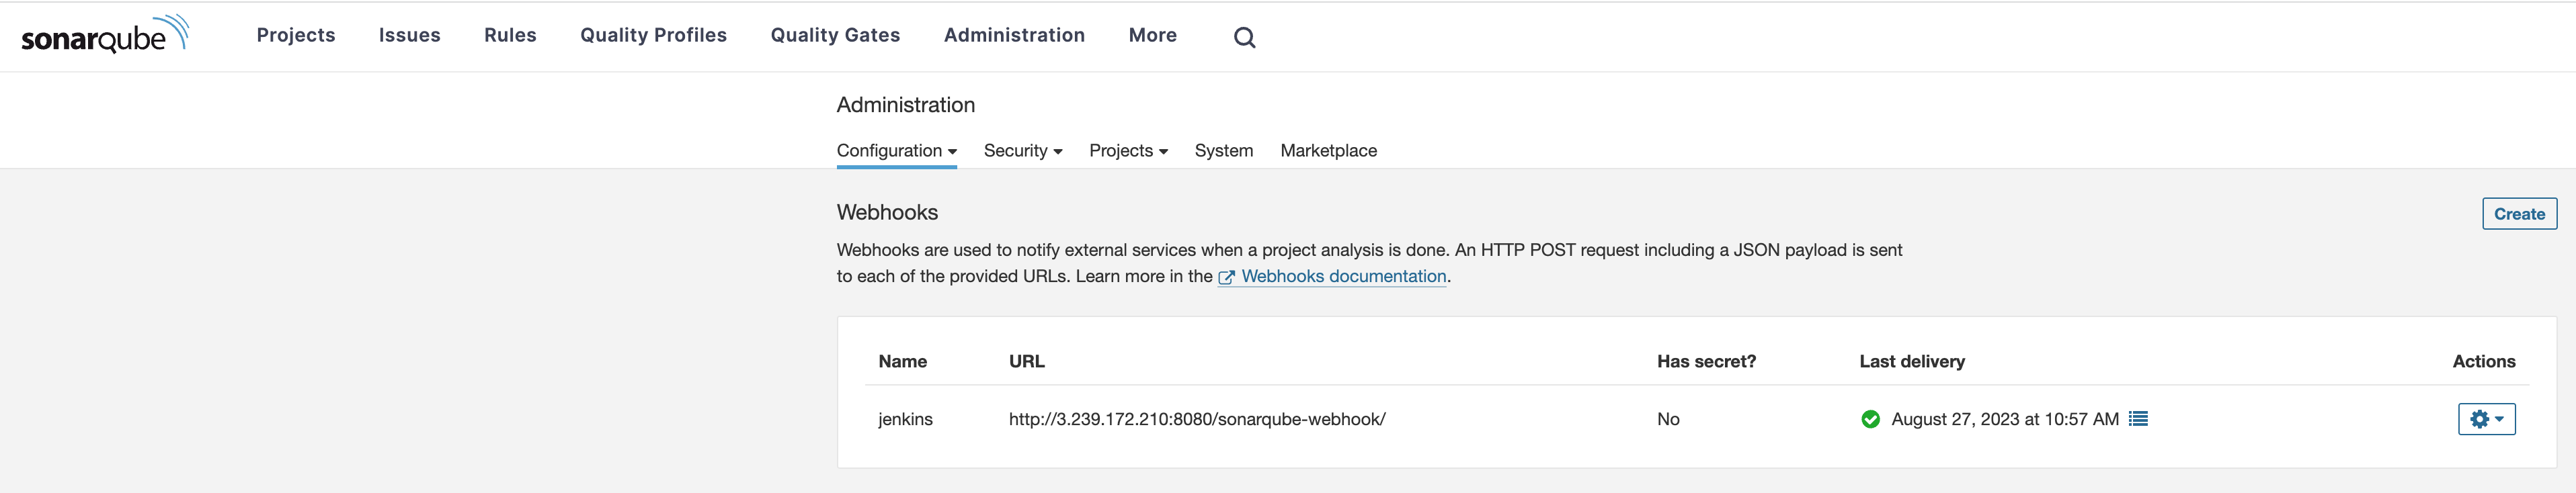 sonarqube Projects Issues Rules Quality Profiles Quality Gates Administration More
Administration
Configuration Security Projects System Marketplace
Webhooks
Create
Webhooks are used to notify external services when a project analysis is done. An HTTP POST request including a JSON payload is sent
to each of the provided URLs. Learn more in the Webhooks documentation.
Name URL Has secret? Last delivery Actions
jenkins http://3.239.172.210:8080/sonarqube-webhook/ No August 27, 2023 at 10:57 AM